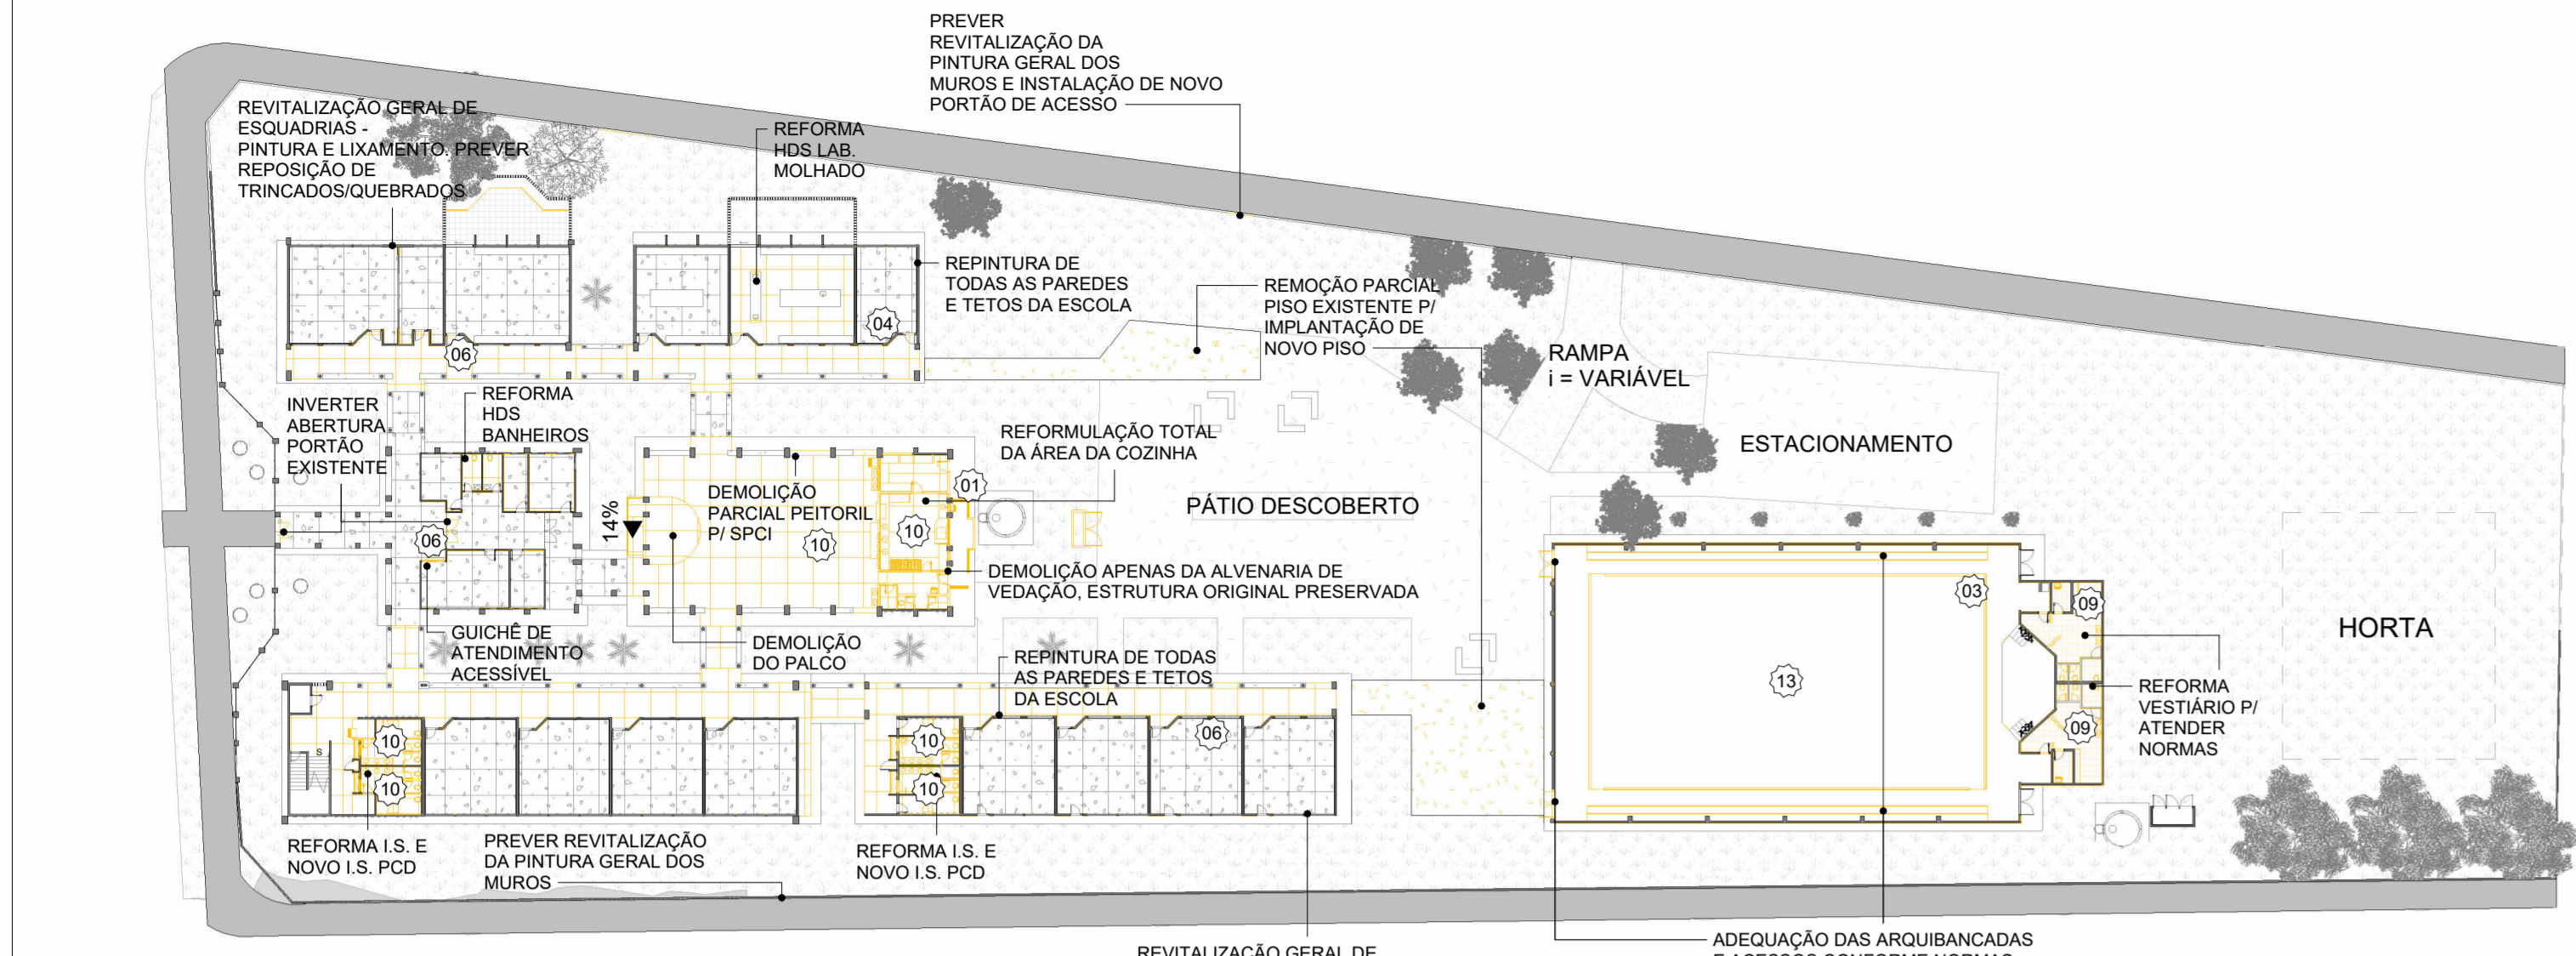 PREVER
REVITALIZAÇÃO DA
PINTURA GERAL DOS
MUROS E INSTALAÇÃO DE NOVO
PORTÃO DE ACESSO
REVITALIZAÇÃO GERAL DE
ESQUADRIAS -
PINTURA E LIXAMENTO. PREVER
REPOSIÇÃO DE
TRINCADOS/QUEBRADOS
REFORMA
HDS LAB.
MOLHADO
REPINTURA DE
TODAS AS PAREDES
E TETOS DA ESCOLA
REMOÇÃO PARCIAL
PISO EXISTENTE P/
IMPLANTAÇÃO DE
NOVO PISO
04
06
RAMPA
i = VARIÁVEL
INVERTER
ABERTURA
PORTÃO
EXISTENTE
REFORMA
HDS
BANHEIROS
REFORMULAÇÃO TOTAL
DA ÁREA DA COZINHA
ESTACIONAMENTO
01
DEMOLIÇÃO
PARCIAL PEITORIL
P/ SPCI
14%
10
10
06
PÁTIO DESCOBERTO
DEMOLIÇÃO APENAS DA ALVENARIA DE
VEDAÇÃO, ESTRUTURA ORIGINAL PRESERVADA
03
09
HORTA
GUICHÊ DE
ATENDIMENTO
ACESSÍVEL
DEMOLIÇÃO
DO PALCO
REPINTURA DE TODAS
AS PAREDES E TETOS
DA ESCOLA
13
REFORMA
VESTIÁRIO P/
ATENDER
NORMAS
09
S
10
10
10
10
06
REFORMA I.S. E
NOVO I.S. PCD
PREVER REVITALIZAÇÃO
DA PINTURA GERAL DOS
MUROS
REFORMA I.S. E
NOVO I.S. PCD
REVITALIZAÇÃO GERAL DE
ADEQUAÇÃO DAS ARQUIBANCADAS
E ACESSOS CONFORME NORMAS